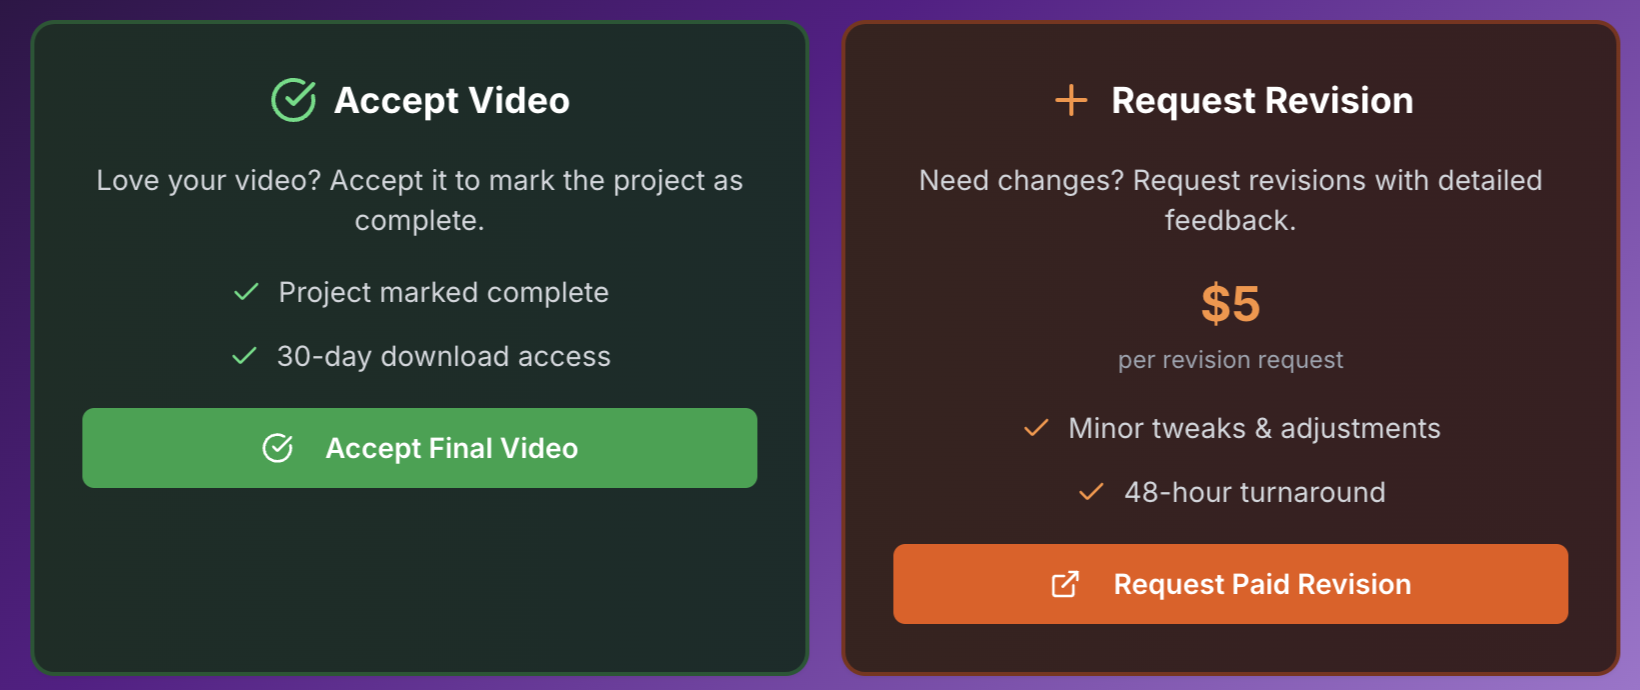 Accept Video
Love your video? Accept it to mark the project as
complete.
Project marked complete
30-day download access
Accept Final Video
Request Revision
Need changes? Request revisions with detailed
feedback.
$5
per revision request
Minor tweaks & adjustments
48-hour turnaround
Request Paid Revision